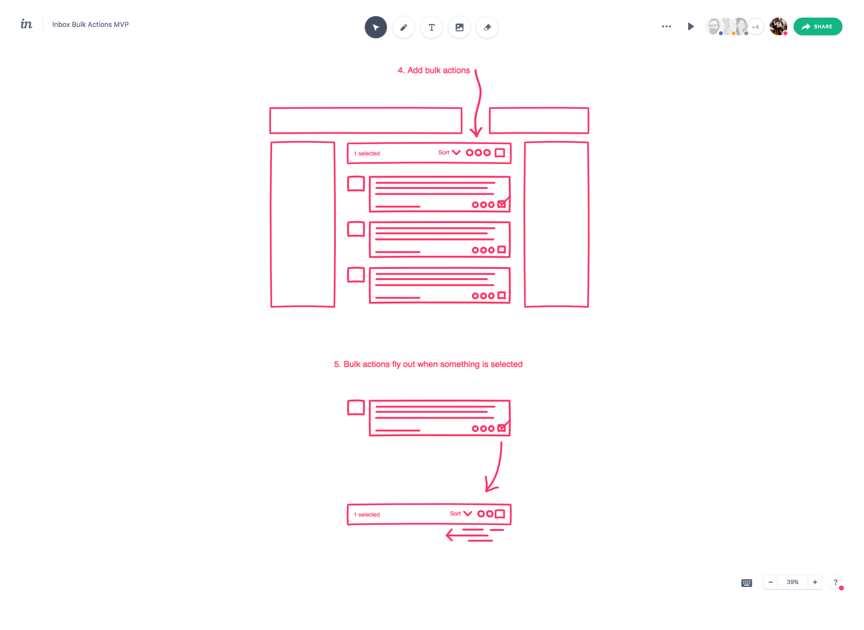 in
Inbox Bulk Actions MVP
T
+4
SHARE
4. Add bulk actions
1 selected
Sort
5. Bulk actions fly out when something is selected
1 selected
Sort
39%
?